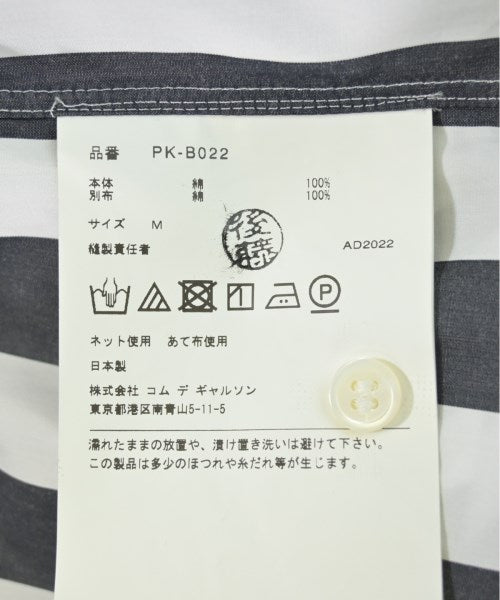 品番 PK-B022
本体 綿 100%
別布 綿 100%
サイズ M
後藤
縫製責任者 AD2022
P
ネット使用 あて布使用
日本製
株式会社 コム デ ギャルソン
東京都港区南青山5-11-5
濡れたままの放置や、漬け置き洗いは避けて下さい。
この製品は多少のほつれや糸だれ等が生じます。